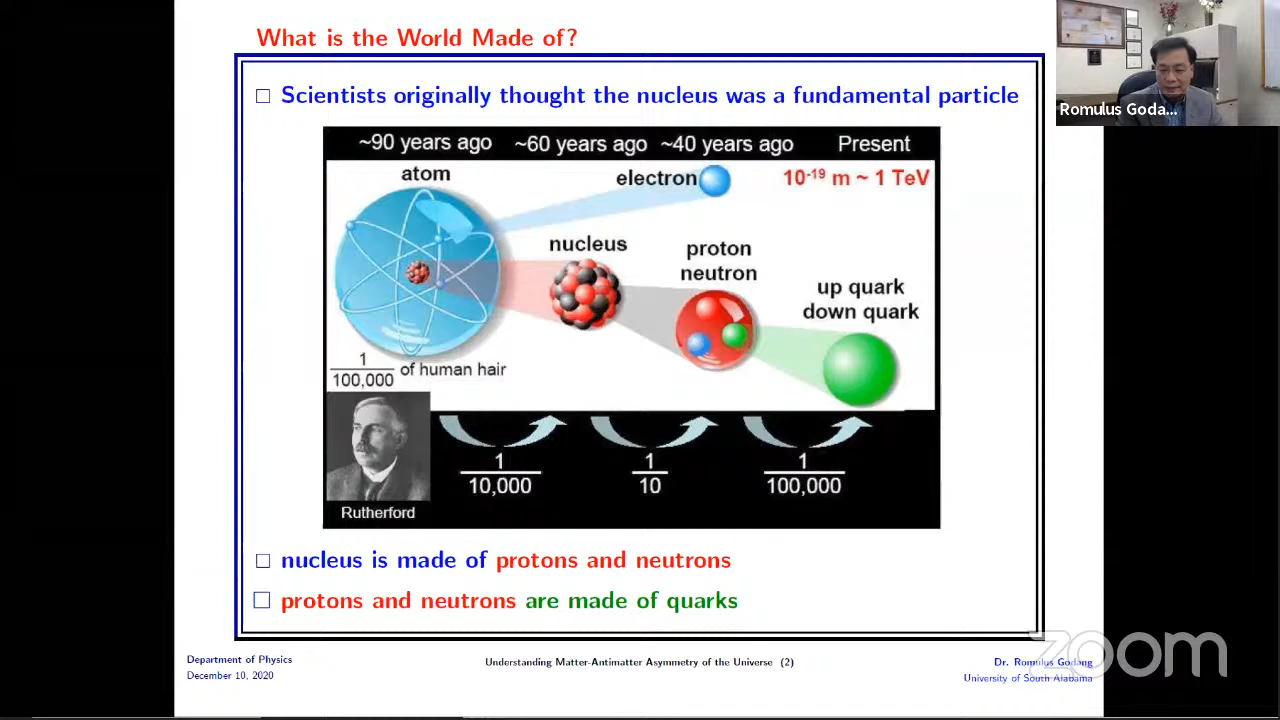 What is the World Made of?
Scientists originally thought the nucleus was a fundamental particle
~90 years ago ~60 years ago ~40 years ago Present
atom
electron
10⁻¹⁹ m ~ 1 TeV
nucleus
proton
neutron
up quark
down quark
1
100,000
of human hair
Rutherford
1
10,000
1
10
1
100,000
nucleus is made of protons and neutrons
protons and neutrons are made of quarks
Department of Physics
December 10, 2020
Understanding Matter-Antimatter Asymmetry of the Universe (2)
Dr. Romulus Godang
University of South Alabama
Romulus Goda...
zoom